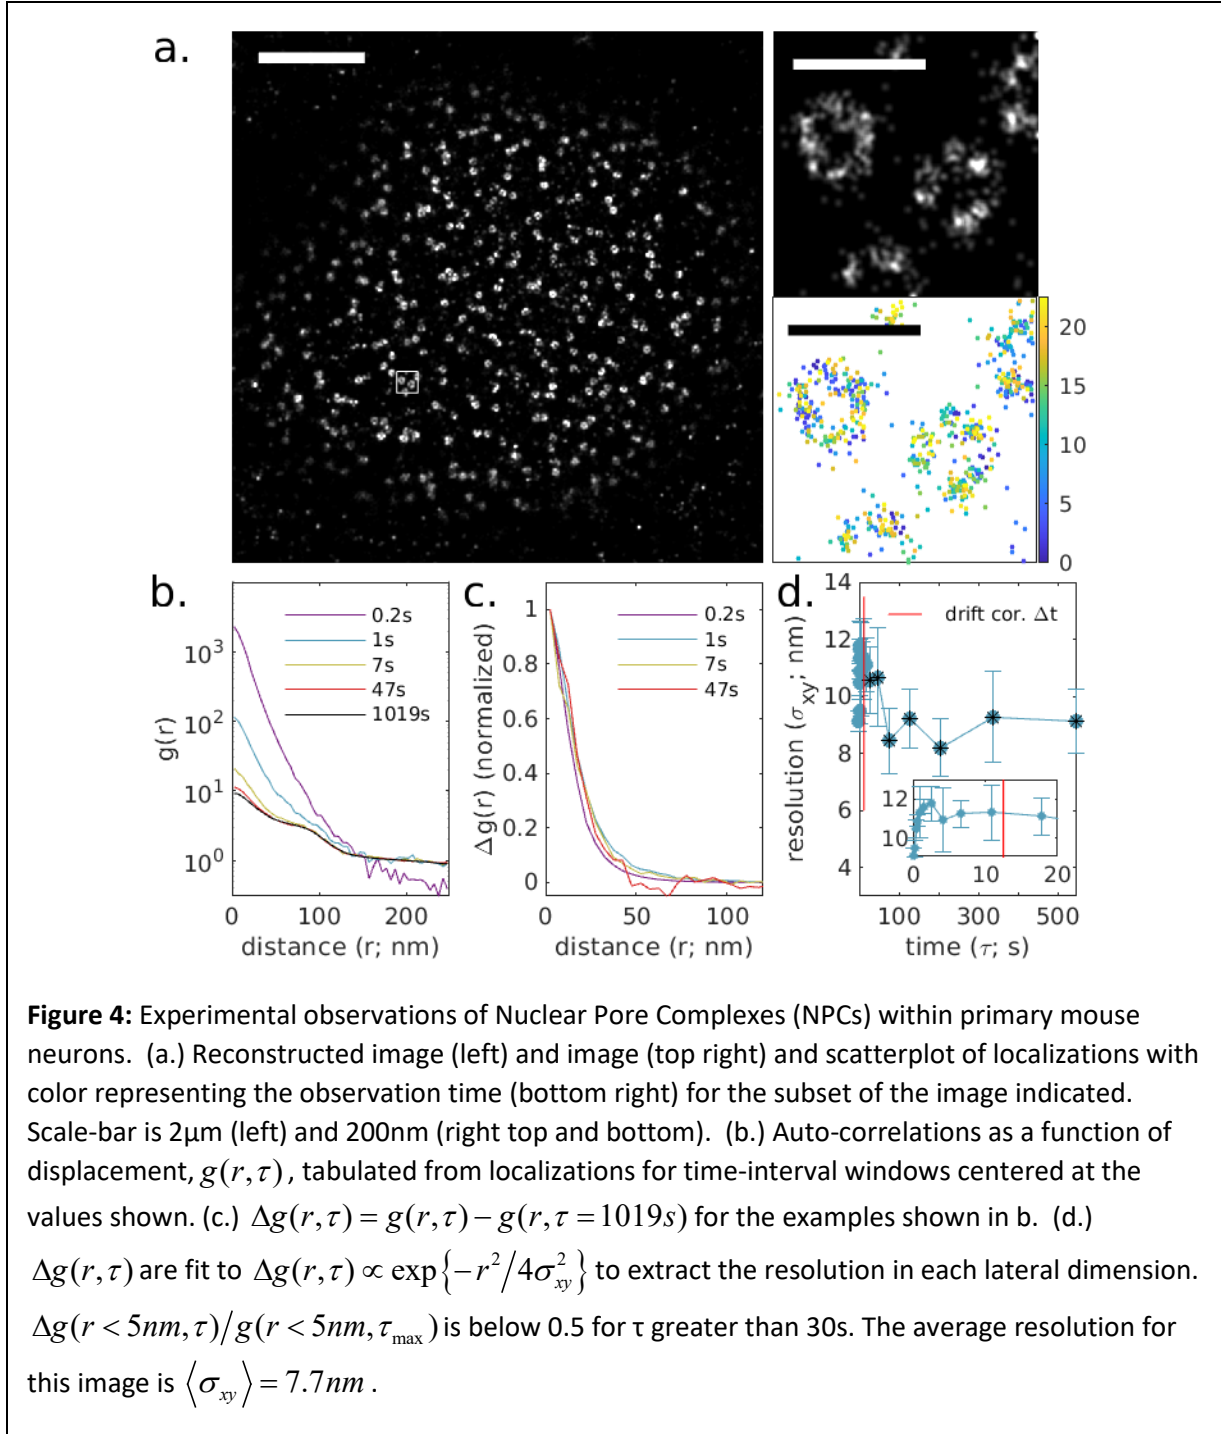 a.
20
15
10
5
0
b.
0.2s
1s
7s
47s
1019s
10³
10²
10¹
10⁰
g(r)
0 100 200
distance (r; nm)
c.
0.2s
1s
7s
47s
1
0.8
0.6
0.4
0.2
0
Δg(r) (normalized)
0 50 100
distance (r; nm)
d.
drift cor. Δt
14
12
10
8
6
4
resolution (σxy; nm)
12
10
0 10 20
100 300 500
time (τ; s)
Figure 4: Experimental observations of Nuclear Pore Complexes (NPCs) within primary mouse
neurons. (a.) Reconstructed image (left) and image (top right) and scatterplot of localizations with
color representing the observation time (bottom right) for the subset of the image indicated.
Scale-bar is 2µm (left) and 200nm (right top and bottom). (b.) Auto-correlations as a function of
displacement, g(r,τ), tabulated from localizations for time-interval windows centered at the
values shown. (c.) Δg(r,τ) = g(r,τ) − g(r,τ = 1019s) for the examples shown in b. (d.)
Δg(r,τ) are fit to Δg(r,τ) ∝ exp{−r²/4σ²xy} to extract the resolution in each lateral dimension.
Δg(r < 5nm,τ)/g(r < 5nm,τmax) is below 0.5 for τ greater than 30s. The average resolution for
this image is ⟨σxy⟩ = 7.7nm.